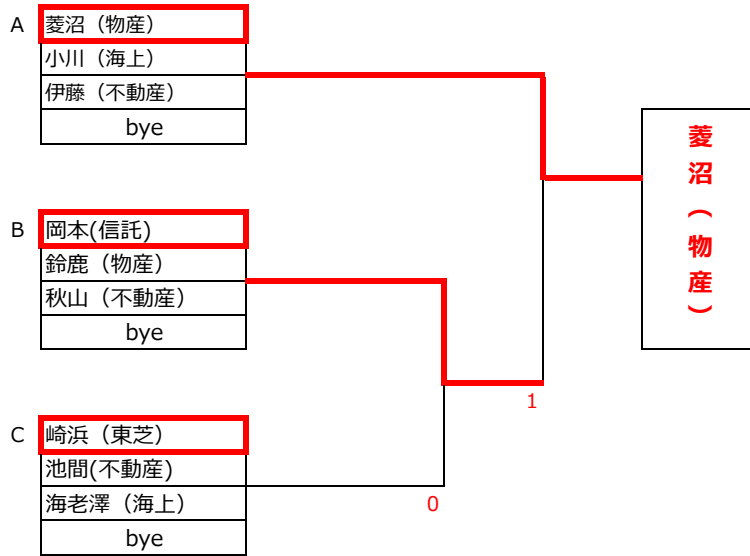 A
菱沼（物産）
小川（海上）
伊藤（不動産）
bye
菱沼（物産）
B
岡本(信託)
鈴鹿（物産）
秋山（不動産）
bye
1
C
崎浜（東芝）
池間(不動産)
海老澤（海上）
bye
0